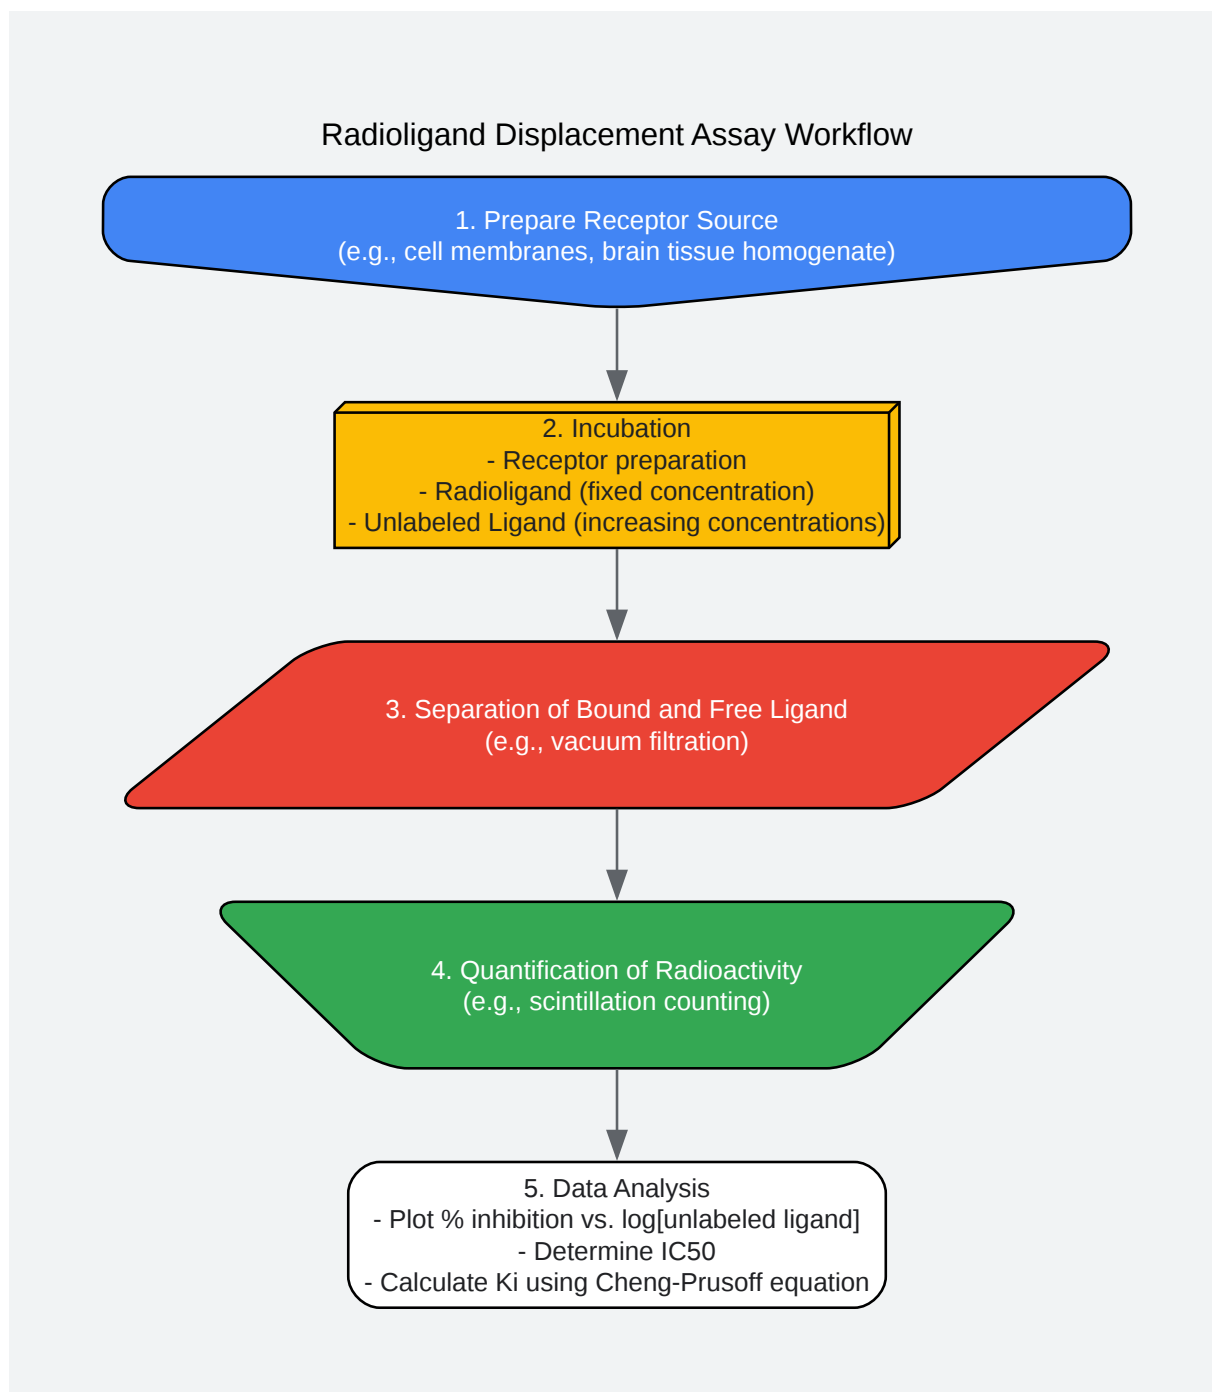 Radioligand Displacement Assay Workflow
1. Prepare Receptor Source
(e.g., cell membranes, brain tissue homogenate)
2. Incubation
- Receptor preparation
- Radioligand (fixed concentration)
- Unlabeled Ligand (increasing concentrations)
3. Separation of Bound and Free Ligand
(e.g., vacuum filtration)
4. Quantification of Radioactivity
(e.g., scintillation counting)
5. Data Analysis
- Plot % inhibition vs. log[unlabeled ligand]
- Determine IC50
- Calculate Ki using Cheng-Prusoff equation